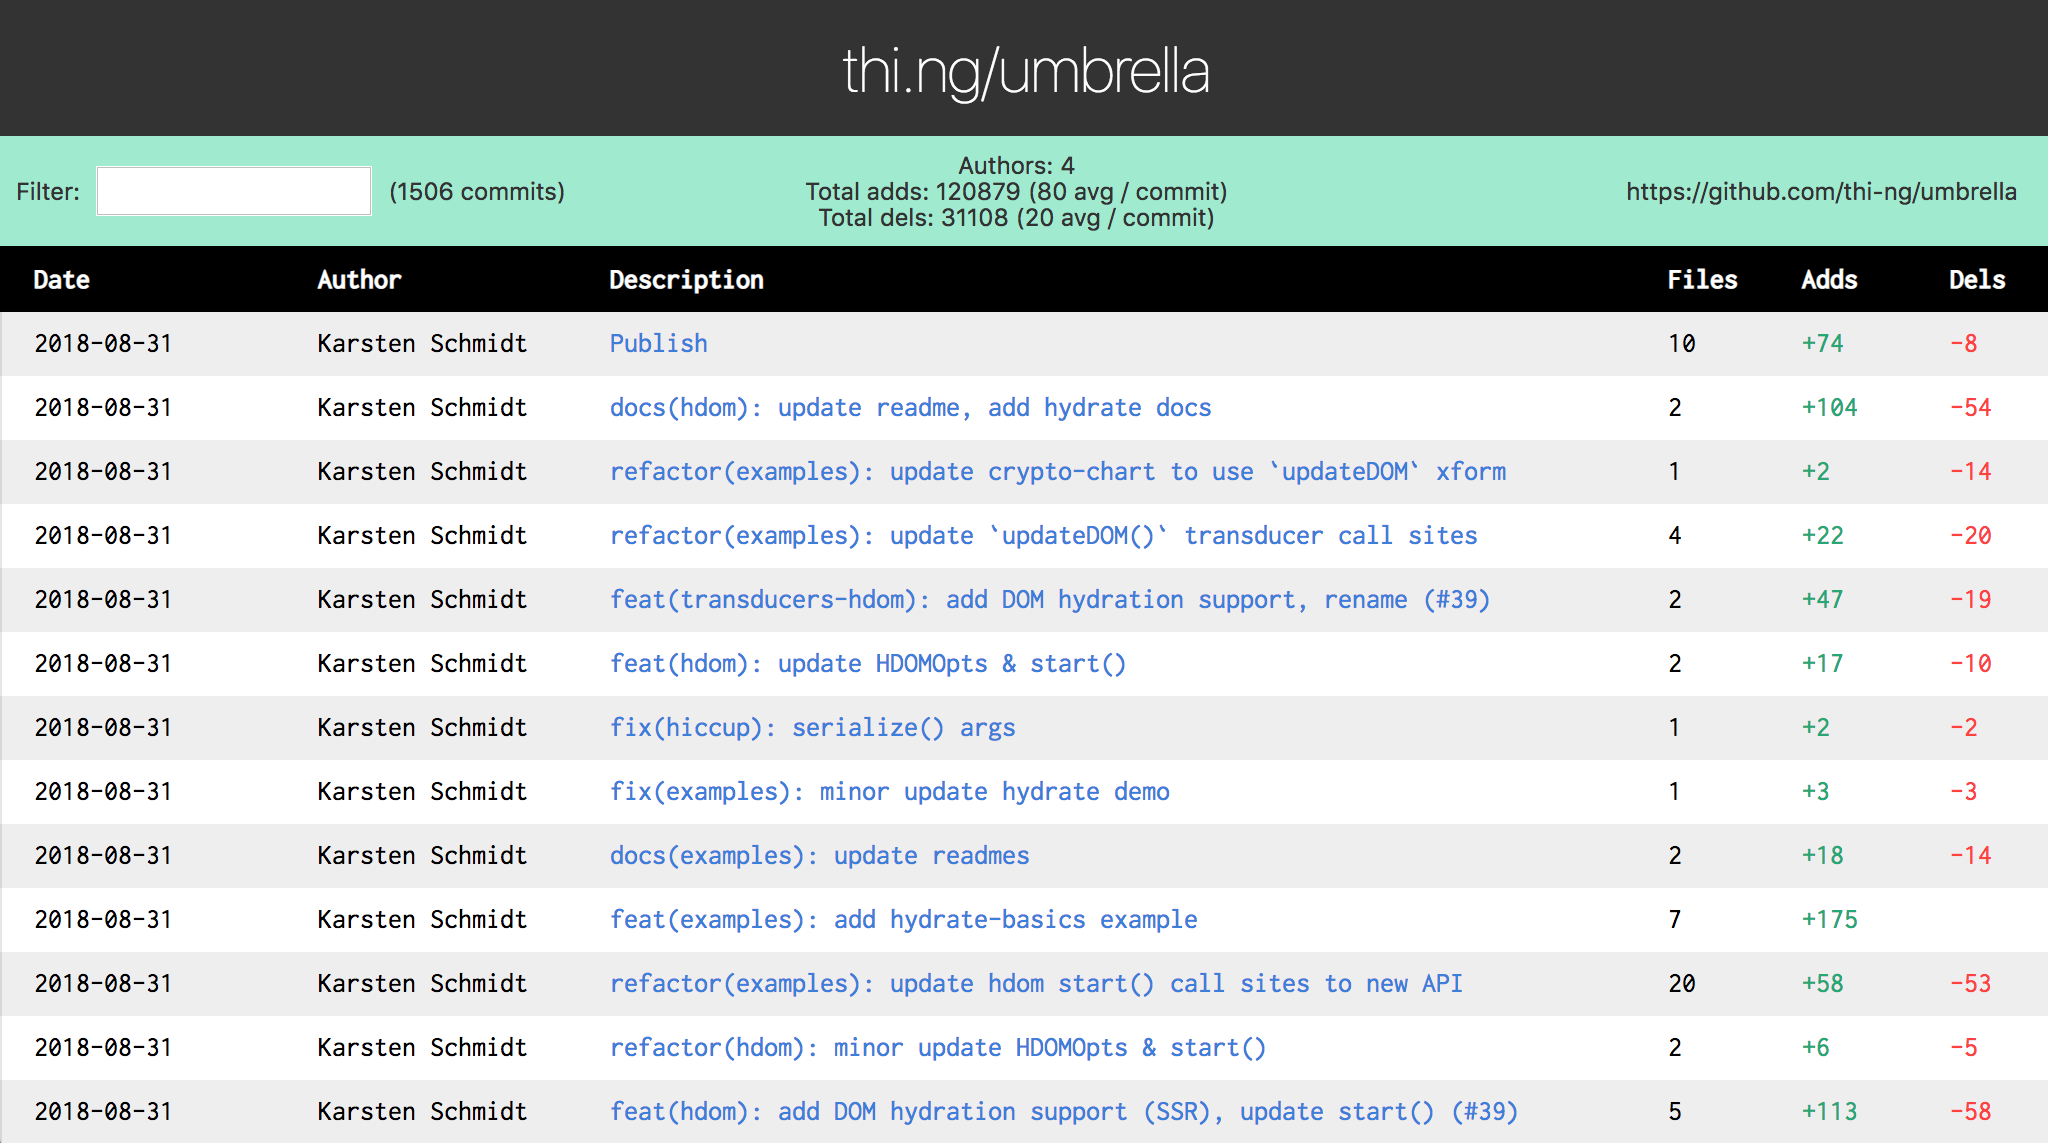 thi.ng/umbrella
Filter: (1506 commits)
Authors: 4
Total adds: 120879 (80 avg / commit)
Total dels: 31108 (20 avg / commit)
https://github.com/thi-ng/umbrella
Date Author Description Files Adds Dels
2018-08-31 Karsten Schmidt Publish 10 +74 -8
2018-08-31 Karsten Schmidt docs(hdom): update readme, add hydrate docs 2 +104 -54
2018-08-31 Karsten Schmidt refactor(examples): update crypto-chart to use `updateDOM` xform 1 +2 -14
2018-08-31 Karsten Schmidt refactor(examples): update `updateDOM()` transducer call sites 4 +22 -20
2018-08-31 Karsten Schmidt feat(transducers-hdom): add DOM hydration support, rename (#39) 2 +47 -19
2018-08-31 Karsten Schmidt feat(hdom): update HDOMOpts & start() 2 +17 -10
2018-08-31 Karsten Schmidt fix(hiccup): serialize() args 1 +2 -2
2018-08-31 Karsten Schmidt fix(examples): minor update hydrate demo 1 +3 -3
2018-08-31 Karsten Schmidt docs(examples): update readmes 2 +18 -14
2018-08-31 Karsten Schmidt feat(examples): add hydrate-basics example 7 +175
2018-08-31 Karsten Schmidt refactor(examples): update hdom start() call sites to new API 20 +58 -53
2018-08-31 Karsten Schmidt refactor(hdom): minor update HDOMOpts & start() 2 +6 -5
2018-08-31 Karsten Schmidt feat(hdom): add DOM hydration support (SSR), update start() (#39) 5 +113 -58